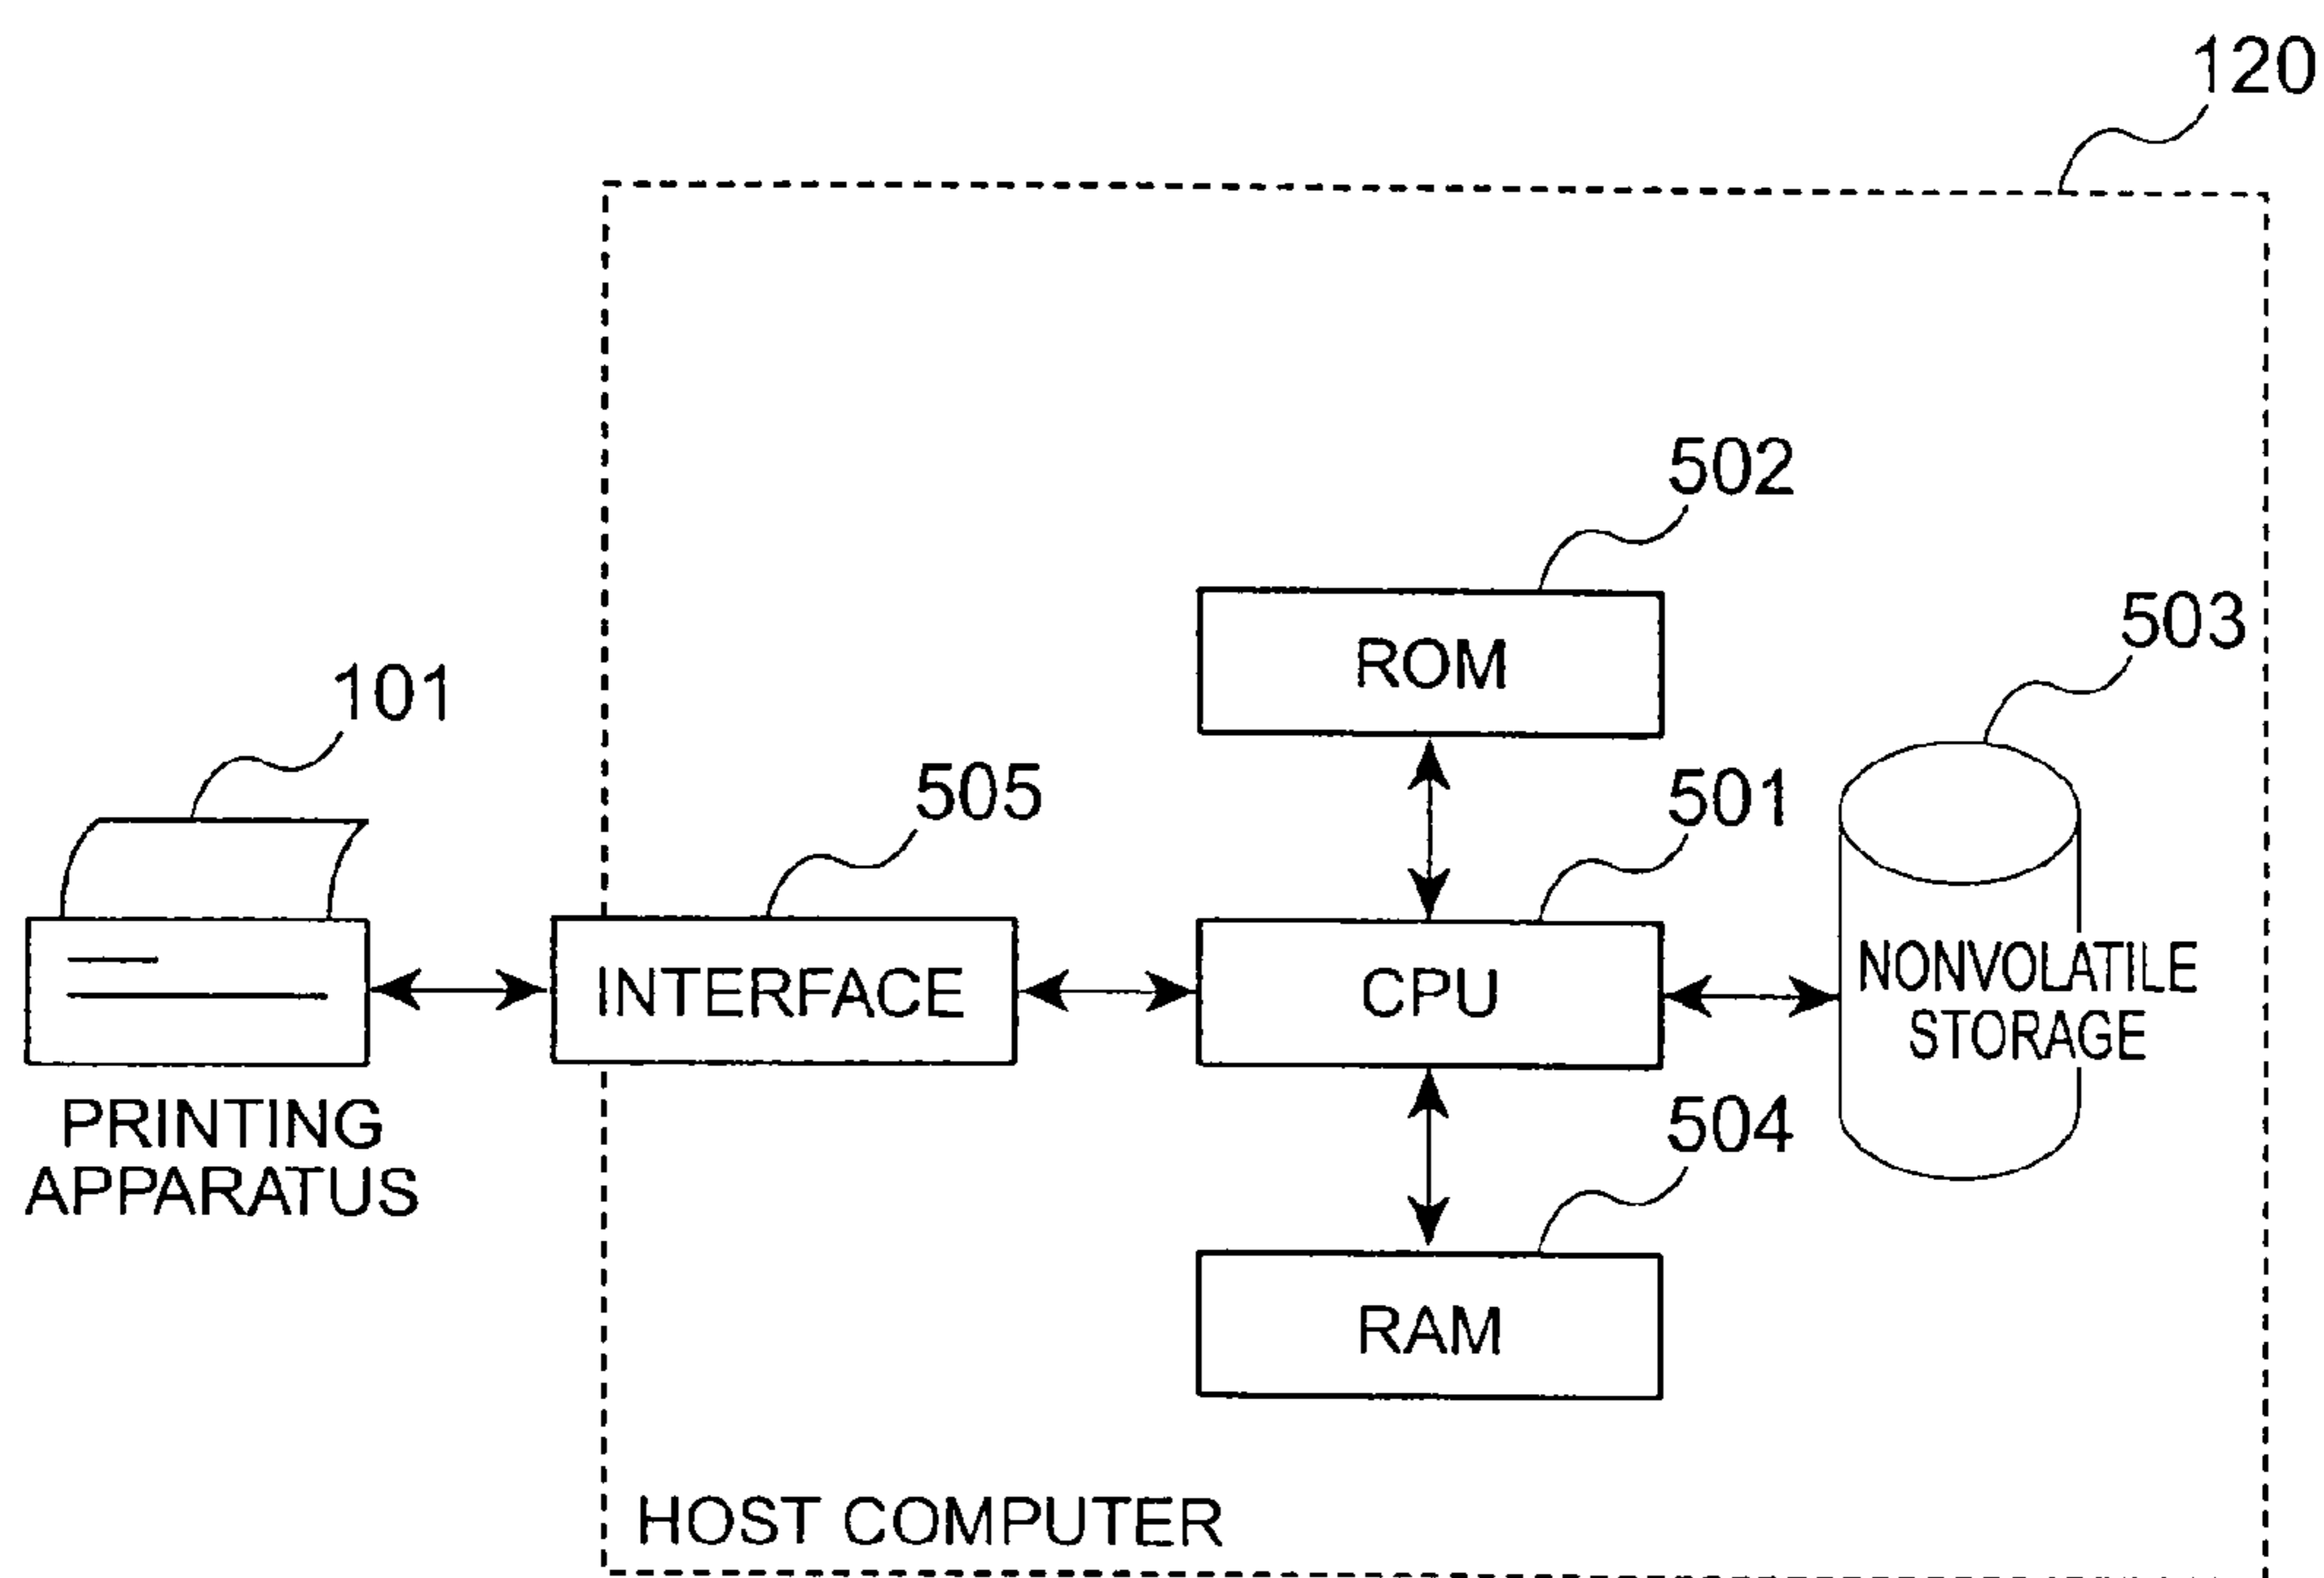 120
502
ROM
503
101
505
501
INTERFACE
CPU
NONVOLATILE
STORAGE
PRINTING
APPARATUS
504
RAM
HOST COMPUTER